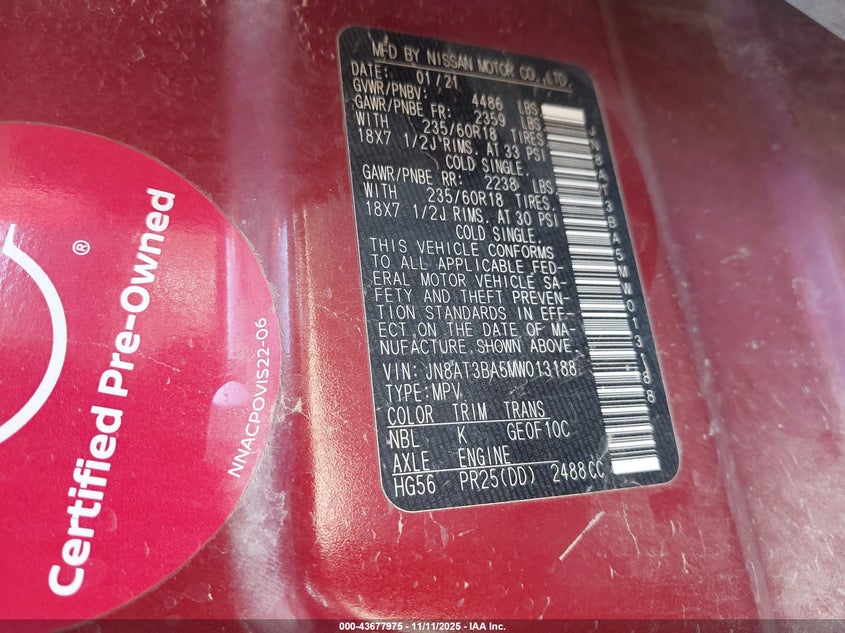 MFD BY NISSAN MOTOR CO.,LTD.
DATE: 01/21
GVWR/PNBV: 4486 LBS
GAWR/PNBE FR: 2359 LBS
WITH 235/60R18 TIRES
18X7 1/2J RIMS, AT 33 PSI
COLD SINGLE.
GAWR/PNBE RR: 2238 LBS
WITH 235/60R18 TIRES
18X7 1/2J RIMS, AT 30 PSI
COLD SINGLE.
THIS VEHICLE CONFORMS
TO ALL APPLICABLE FED-
ERAL MOTOR VEHICLE SA-
FETY AND THEFT PREVEN-
TION STANDARDS IN EFF-
ECT ON THE DATE OF MA-
NUFACTURE SHOWN ABOVE.
VIN: JN8AT3BA5MW013188
TYPE:MPV
COLOR TRIM TRANS
NBL K GE0F10C
AXLE ENGINE
HG56 PR25(DD) 2488CC
JN8AT3BA5MW013188
®
Certified Pre-Owned
NNACPOVIS22-06
000-43677975 - 11/11/2025 - IAA Inc.